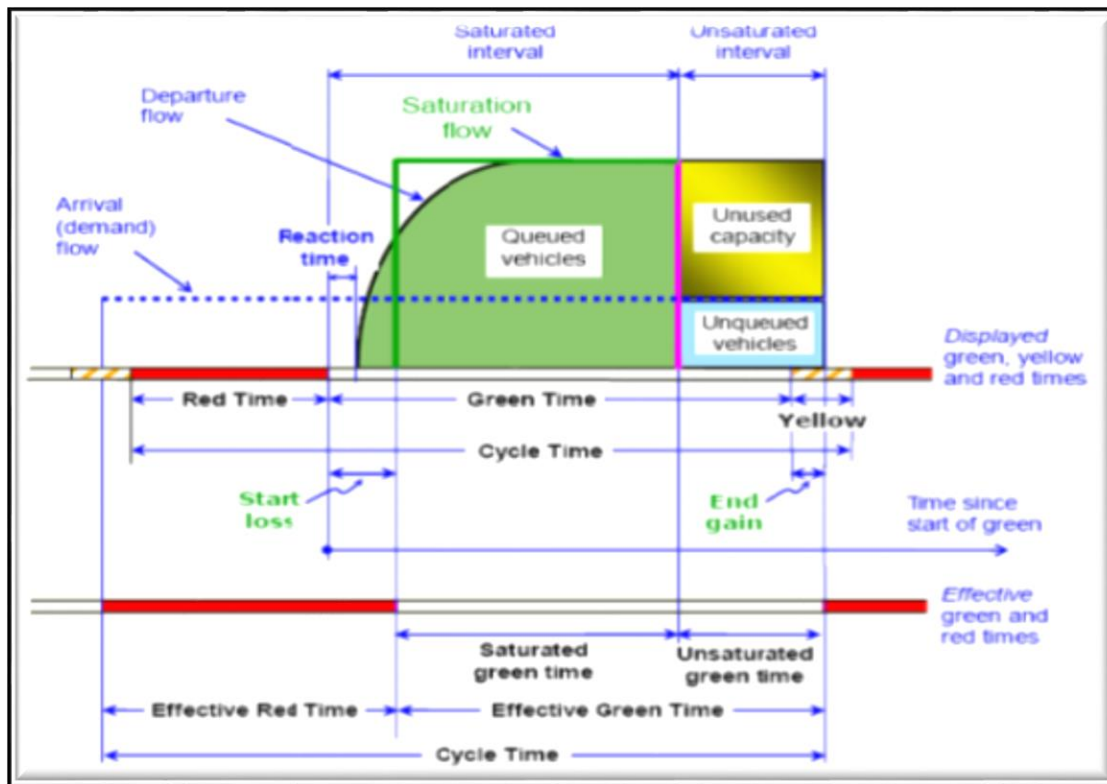 Saturated
interval
Unsaturated
interval
Departure
flow
Saturation
flow
Arrival
(demand)
flow
Reaction
time
Queued
vehicles
Unused
capacity
Unqueued
vehicles
Displayed
green, yellow
and red times
Red Time
Green Time
Yellow
Cycle Time
Start
loss
End
gain
Time since
start of green
Effective
green and
red times
Saturated
green time
Unsaturated
green time
Effective Red Time
Effective Green Time
Cycle Time